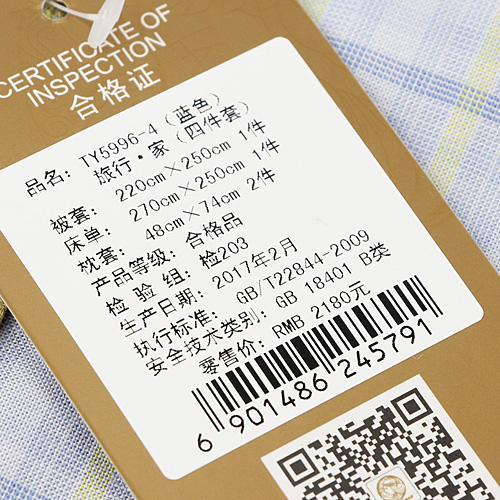 CERTIFICATE OF
INSPECTION
合格证
品名: TY5996-4 (蓝色)
旅行·家 (四件套)
被套: 220cm×250cm 1件
床单: 270cm×250cm 1件
枕套: 48cm×74cm 2件
产品等级: 合格品
检 验 组: 检203
生产日期: 2017年2月
执行标准: GB/T22844-2009
安全技术类别: GB 18401 B类
零售价: RMB 2180元
6 901486 245791